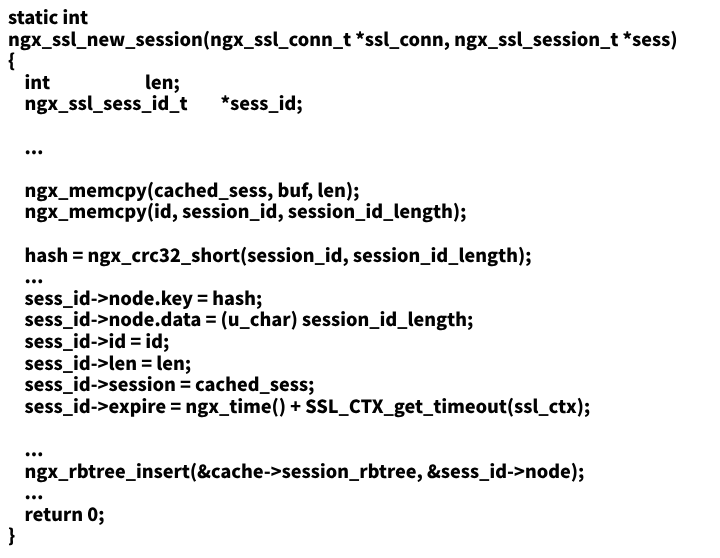 static int
ngx_ssl_new_session(ngx_ssl_conn_t *ssl_conn, ngx_ssl_session_t *sess)
{
    int                    len;
    ngx_ssl_sess_id_t       *sess_id;

    ...

    ngx_memcpy(cached_sess, buf, len);
    ngx_memcpy(id, session_id, session_id_length);

    hash = ngx_crc32_short(session_id, session_id_length);
    ...
    sess_id->node.key = hash;
    sess_id->node.data = (u_char) session_id_length;
    sess_id->id = id;
    sess_id->len = len;
    sess_id->session = cached_sess;
    sess_id->expire = ngx_time() + SSL_CTX_get_timeout(ssl_ctx);

    ...
    ngx_rbtree_insert(&cache->session_rbtree, &sess_id->node);
    ...
    return 0;
}